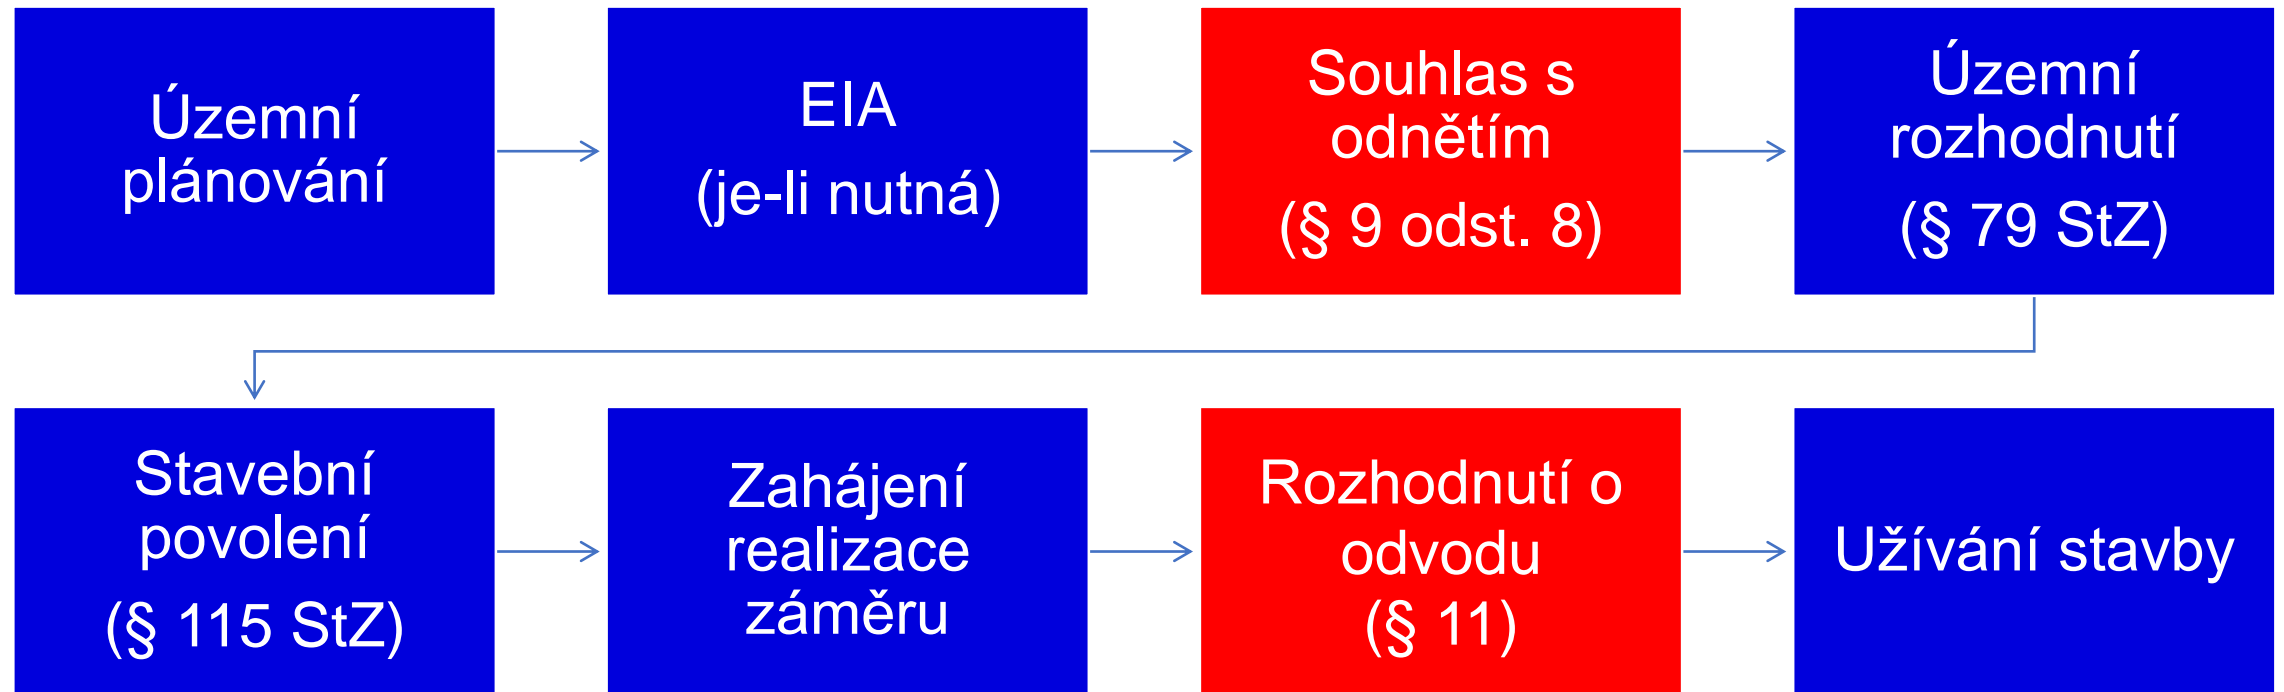 Územní
plánování
EIA
(je-li nutná)
Souhlas s
odnětím
(§ 9 odst. 8)
Územní
rozhodnutí
(§ 79 StZ)
Stavební
povolení
(§ 115 StZ)
Zahájení
realizace
záměru
Rozhodnutí o
odvodu
(§ 11)
Užívání stavby